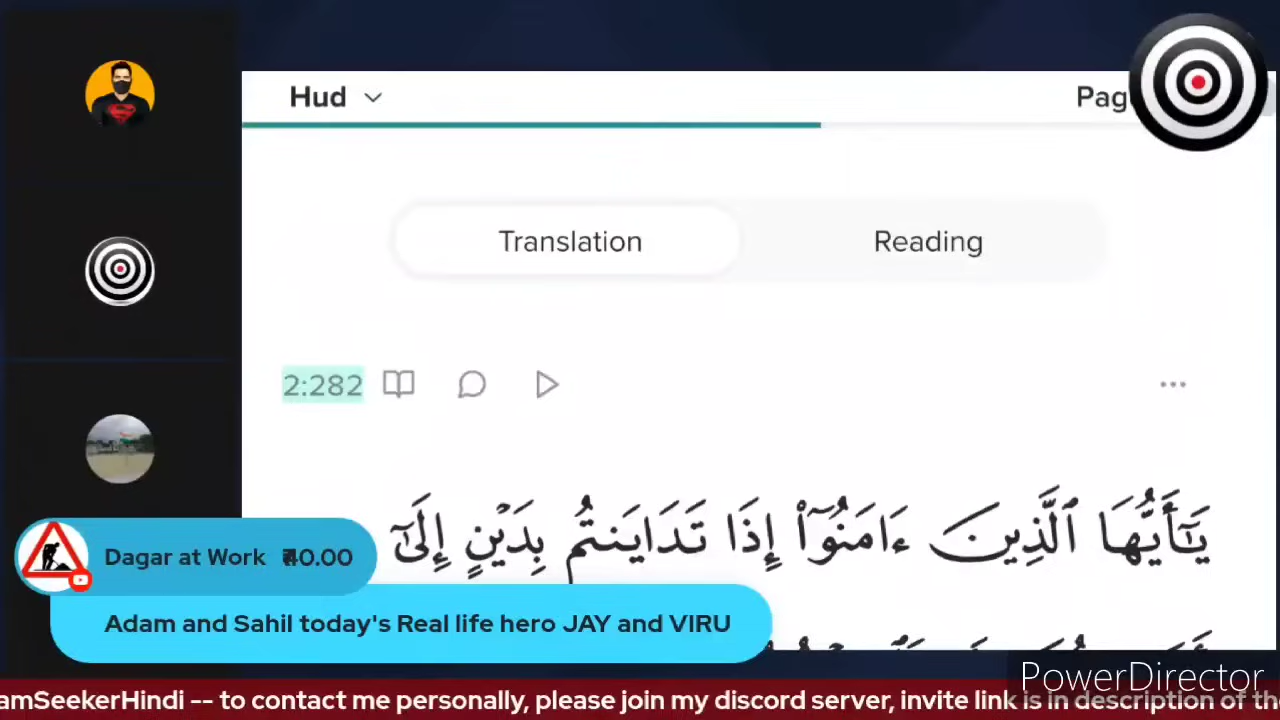 Hud
Pag
Translation
Reading
2:282
يَٰٓأَيُّهَا ٱلَّذِينَ ءَامَنُوٓا۟ إِذَا تَدَايَنتُم بِدَيْنٍ إِلَىٰٓ
Dagar at Work 40.00
Adam and Sahil today's Real life hero JAY and VIRU
PowerDirector
amSeekerHindi -- to contact me personally, please join my discord server, invite link is in description of th